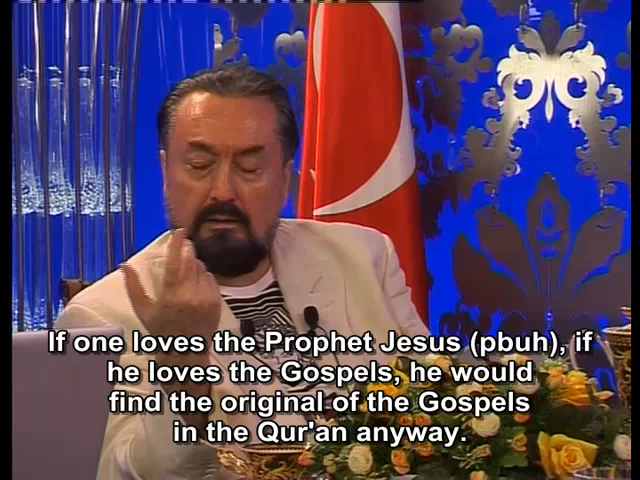 If one loves the Prophet Jesus (pbuh), if
he loves the Gospels, he would
find the original of the Gospels
in the Qur'an anyway.